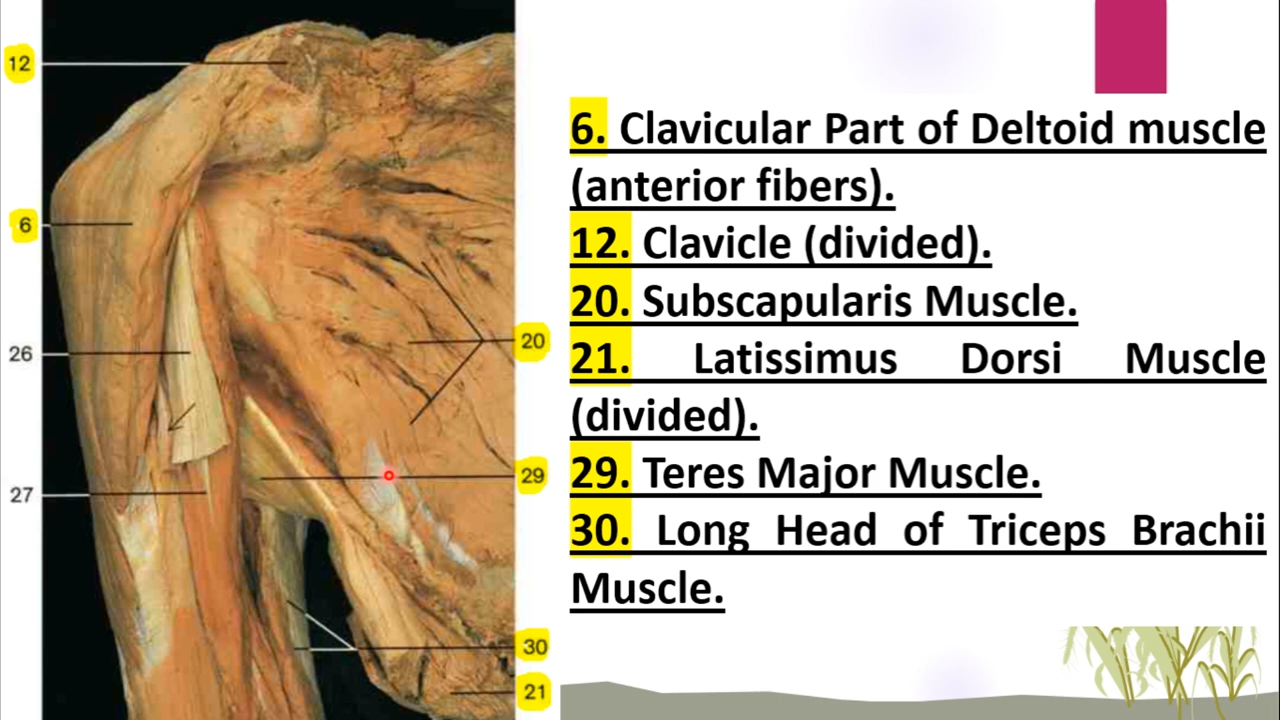 12
6
26
27
20
29
30
21
6. Clavicular Part of Deltoid muscle
(anterior fibers).
12. Clavicle (divided).
20. Subscapularis Muscle.
21. Latissimus Dorsi Muscle
(divided).
29. Teres Major Muscle.
30. Long Head of Triceps Brachii
Muscle.